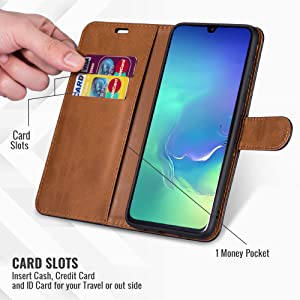 Card
Slots
1 Money Pocket
CARD SLOTS
Insert Cash, Credit Card
and ID Card for your Travel or out side